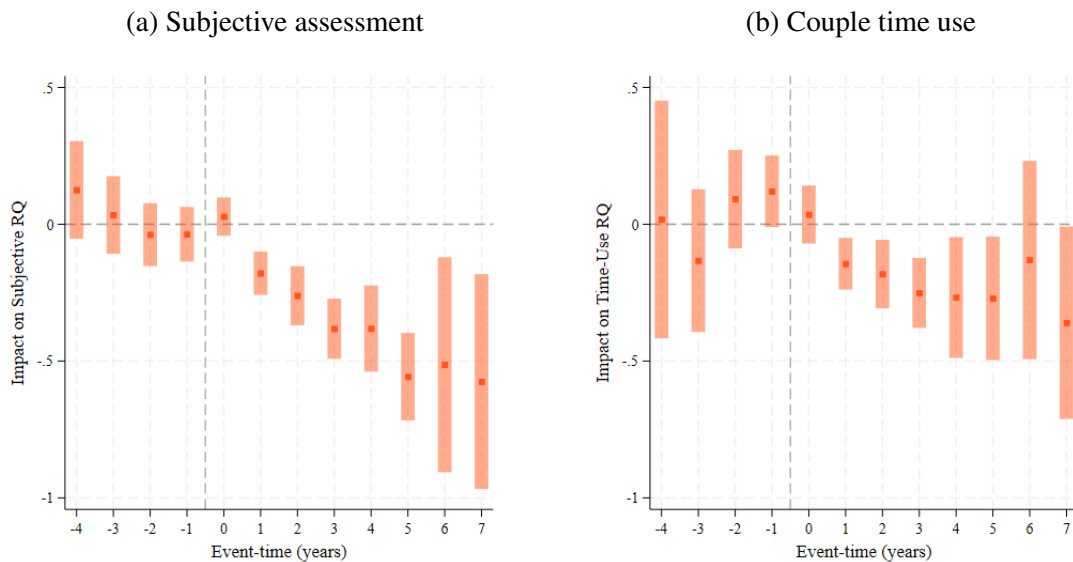 (a) Subjective assessment
.5
0
-.5
-1
Impact on Subjective RQ
-4 -3 -2 -1 0 1 2 3 4 5 6 7
Event-time (years)
(b) Couple time use
.5
0
-.5
-1
Impact on Time-Use RQ
-4 -3 -2 -1 0 1 2 3 4 5 6 7
Event-time (years)